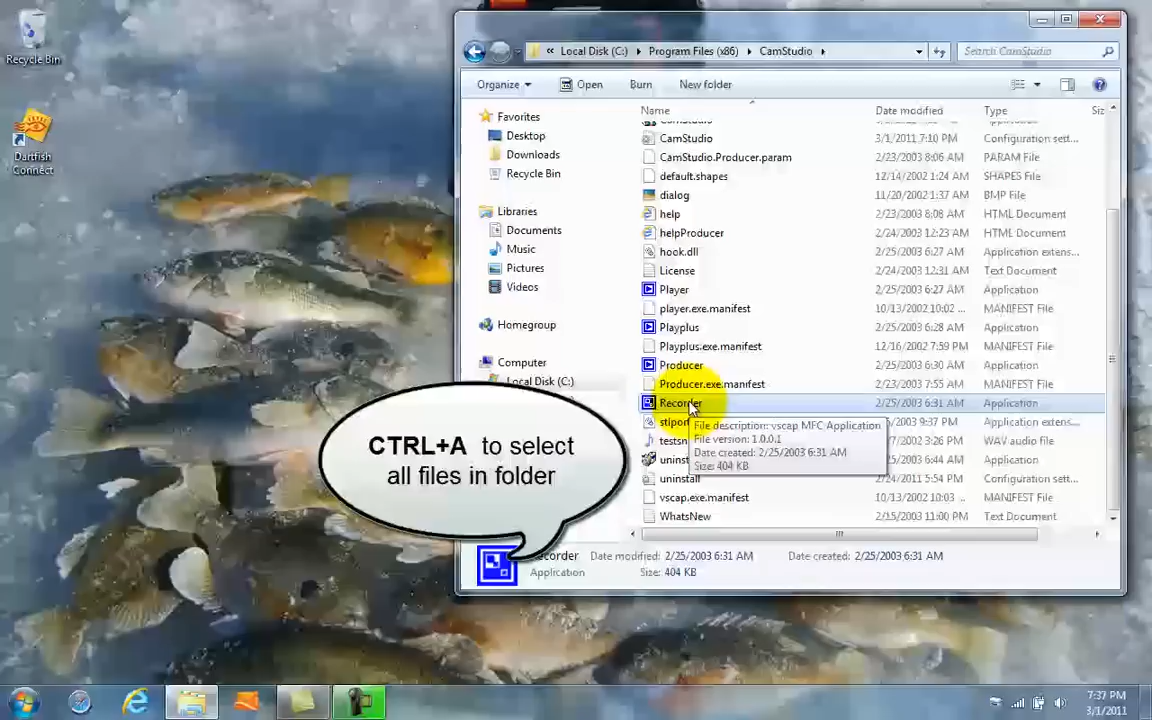 Recycle Bin
Dartfish
Connect
« Local Disk (C:) Program Files (x86) CamStudio
Search CamStudio
Organize Open Burn New folder
Name Date modified Type Siz
CamStudio 3/1/2011 7:10 PM Configuration sett...
CamStudio.Producer.param 2/23/2003 8:06 AM PARAM File
default.shapes 12/14/2002 1:24 AM SHAPES File
dialog 11/20/2002 1:37 AM BMP File
help 2/23/2003 8:08 AM HTML Document
helpProducer 2/24/2003 12:23 AM HTML Document
hook.dll 2/25/2003 6:27 AM Application extens...
License 2/24/2003 12:31 AM Text Document
Player 2/25/2003 6:27 AM Application
player.exe.manifest 10/13/2002 10:02 ... MANIFEST File
Playplus 2/25/2003 6:28 AM Application
Playplus.exe.manifest 12/16/2002 7:59 PM MANIFEST File
Producer 2/25/2003 6:30 AM Application
Producer.exe.manifest 2/23/2003 7:55 AM MANIFEST File
Recorder 2/25/2003 6:31 AM Application
9:37 PM Application extens...
testsn 3:26 PM WAV audio file
uninst 6:44 AM Application
uninstall 5:54 PM Configuration sett...
vscap.exe.manifest 10/13/2002 10:03 ... MANIFEST File
WhatsNew 2/15/2003 11:00 PM Text Document
File description: vscap MFC Application
File version: 1.0.0.1
Date created: 2/25/2003 6:31 AM
Size: 404 KB
Favorites
Desktop
Downloads
Recycle Bin
Libraries
Documents
Music
Pictures
Videos
Homegroup
Computer
Local Disk (C:)
CTRL+A to select
all files in folder
ecorder Date modified: 2/25/2003 6:31 AM Date created: 2/25/2003 6:31 AM
Application Size: 404 KB
7:37 PM
3/1/2011